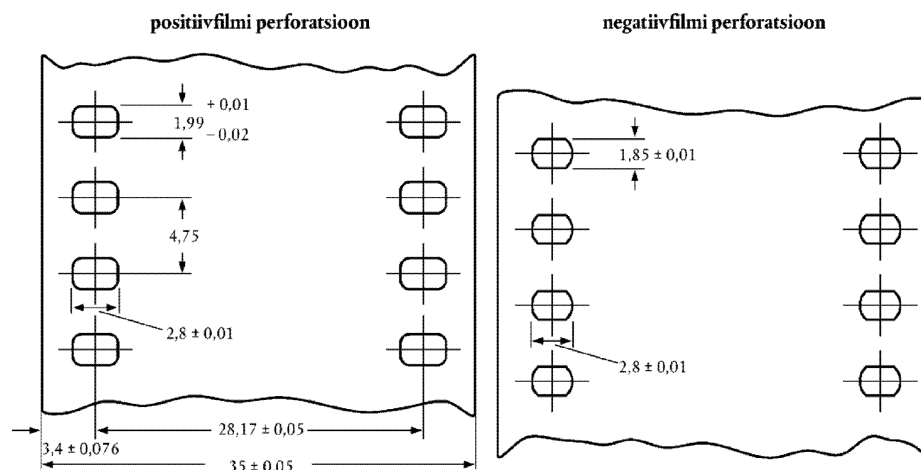 positiivfilmi perforatsioon
+ 0,01
1,99
− 0,02
4,75
2,8 ± 0,01
28,17 ± 0,05
3,4 ± 0,076
35 ± 0,05
negatiivfilmi perforatsioon
1,85 ± 0,01
2,8 ± 0,01